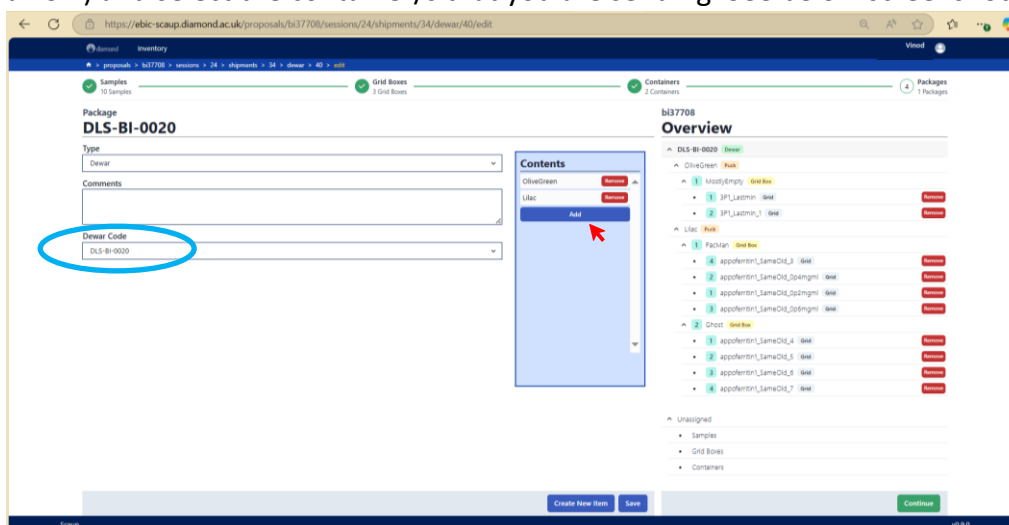 https://ebic-scaup.diamond.ac.uk/proposals/bi37708/sessions/24/shipments/34/dewar/40/edit
diamond Inventory Vinod
> proposals > bi37708 > sessions > 24 > shipments > 34 > dewar > 40 > edit
Samples
10 Samples
Grid Boxes
3 Grid Boxes
Containers
2 Containers
4 Packages
1 Packages
Package
DLS-BI-0020
Type
Dewar
Comments
Dewar Code
DLS-BI-0020
Contents
OliveGreen Remove
Lilac Remove
Add
bi37708
Overview
DLS-BI-0020 Dewar
OliveGreen Puck
1 MostlyEmpty Grid Box
1 3P1_Lastmin Grid Remove
2 3P1_Lastmin_1 Grid Remove
Lilac Puck
1 PacMan Grid Box
4 appoferritin1_SameOld_3 Grid Remove
2 appoferritin1_SameOld_0p4mgml Grid Remove
1 appoferritin1_SameOld_0p2mgml Grid Remove
3 appoferritin1_SameOld_0p6mgml Grid Remove
2 Ghost Grid Box
1 appoferritin1_SameOld_4 Grid Remove
2 appoferritin1_SameOld_5 Grid Remove
3 appoferritin1_SameOld_6 Grid Remove
4 appoferritin1_SameOld_7 Grid Remove
Unassigned
Samples
Grid Boxes
Containers
Create New Item Save
Continue